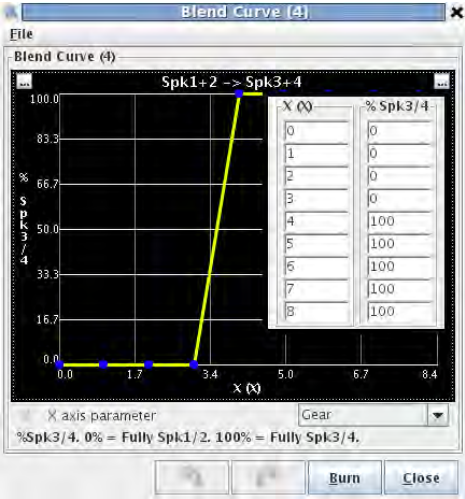 Blend Curve (4)
File
Blend Curve (4)
...
Spk1+2 -> Spk3+4
...
X (X)
% Spk3/4
0 0
1 0
2 0
3 0
4 100
5 100
6 100
7 100
8 100
100.0
83.3
66.7
50.0
33.3
16.7
0.0
% Spk3/4
0.0 1.7 3.4 5.0 6.7 8.4
X (X)
X axis parameter
Gear
%Spk3/4. 0% = Fully Spk1/2. 100% = Fully Spk3/4.
Burn
Close